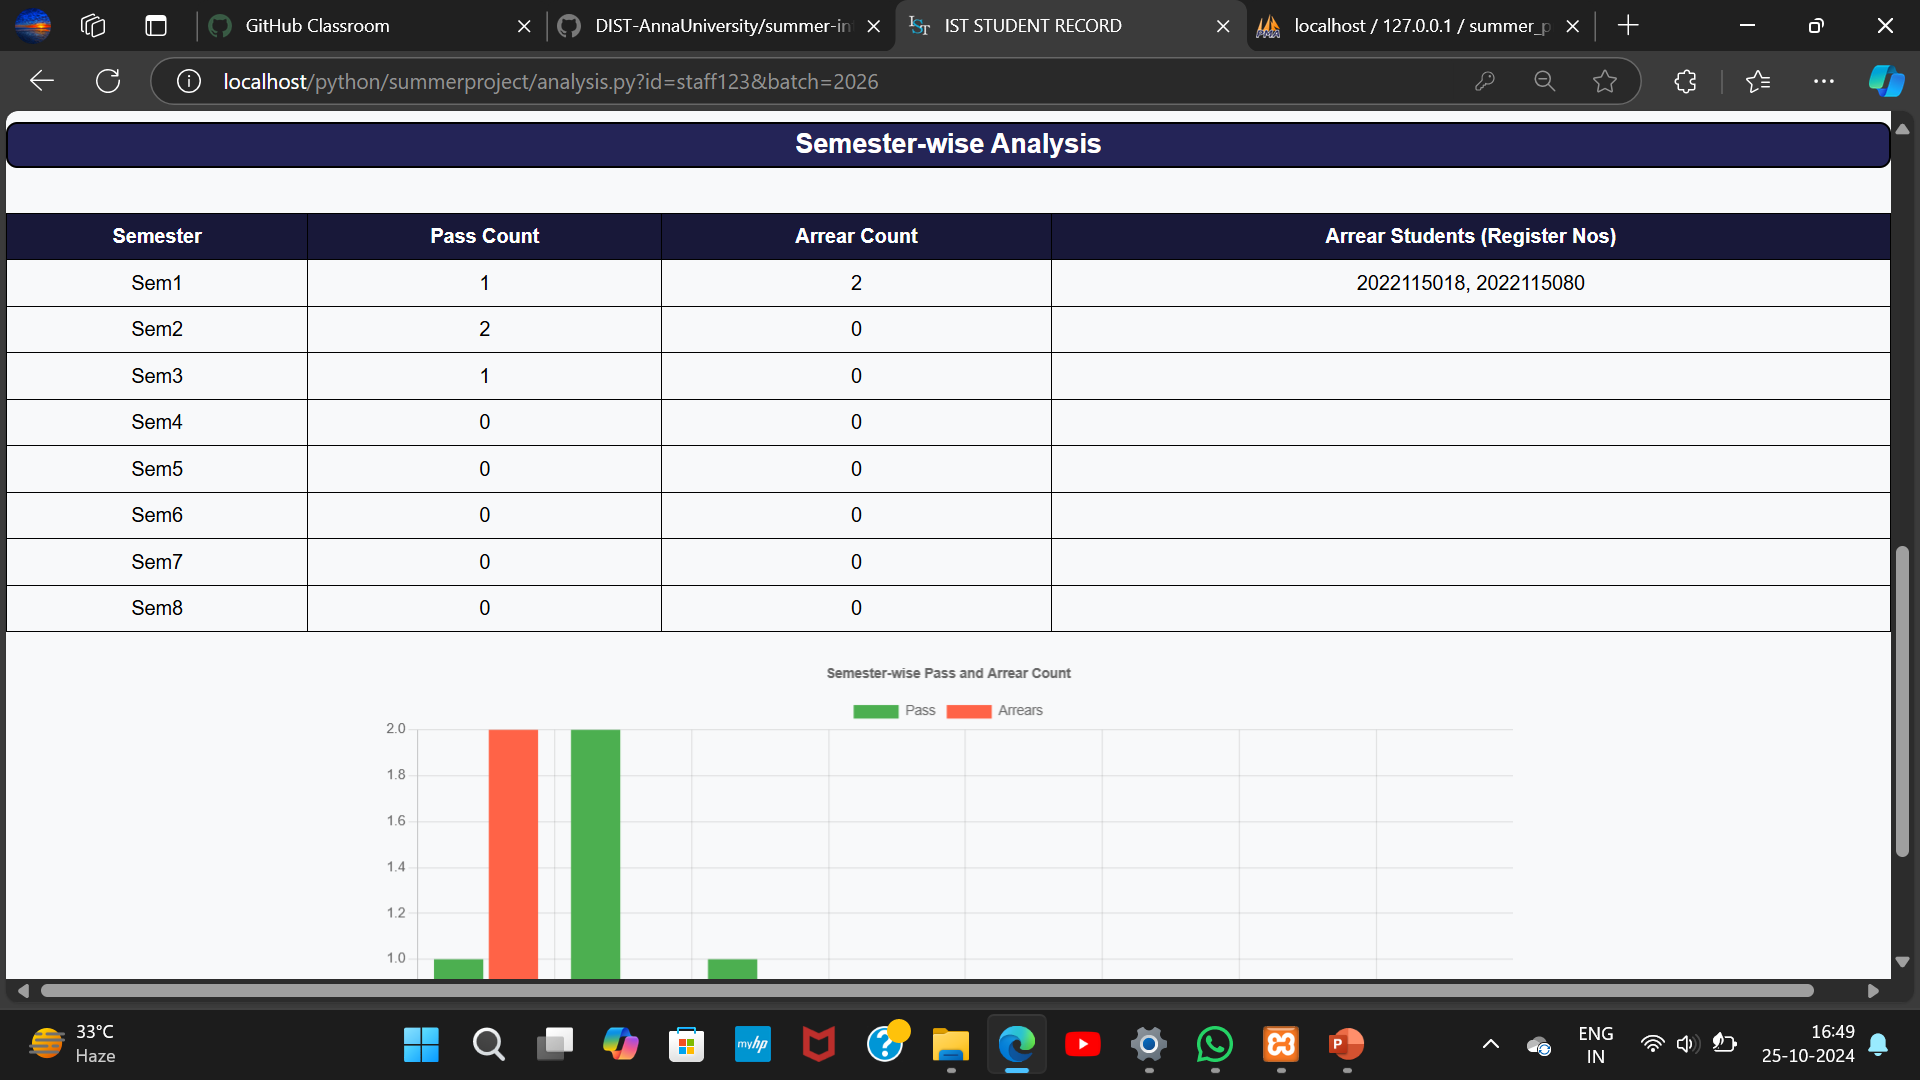 GitHub Classroom
DIST-AnnaUniversity/summer-in
IST STUDENT RECORD
localhost / 127.0.0.1 / summer_p
localhost/python/summerproject/analysis.py?id=staff123&batch=2026
Semester-wise Analysis
Semester Pass Count Arrear Count Arrear Students (Register Nos)
Sem1 1 2 2022115018, 2022115080
Sem2 2 0
Sem3 1 0
Sem4 0 0
Sem5 0 0
Sem6 0 0
Sem7 0 0
Sem8 0 0
Semester-wise Pass and Arrear Count
Pass Arrears
2.0
1.8
1.6
1.4
1.2
1.0
33°C
Haze
myhp
ENG
IN
16:49
25-10-2024